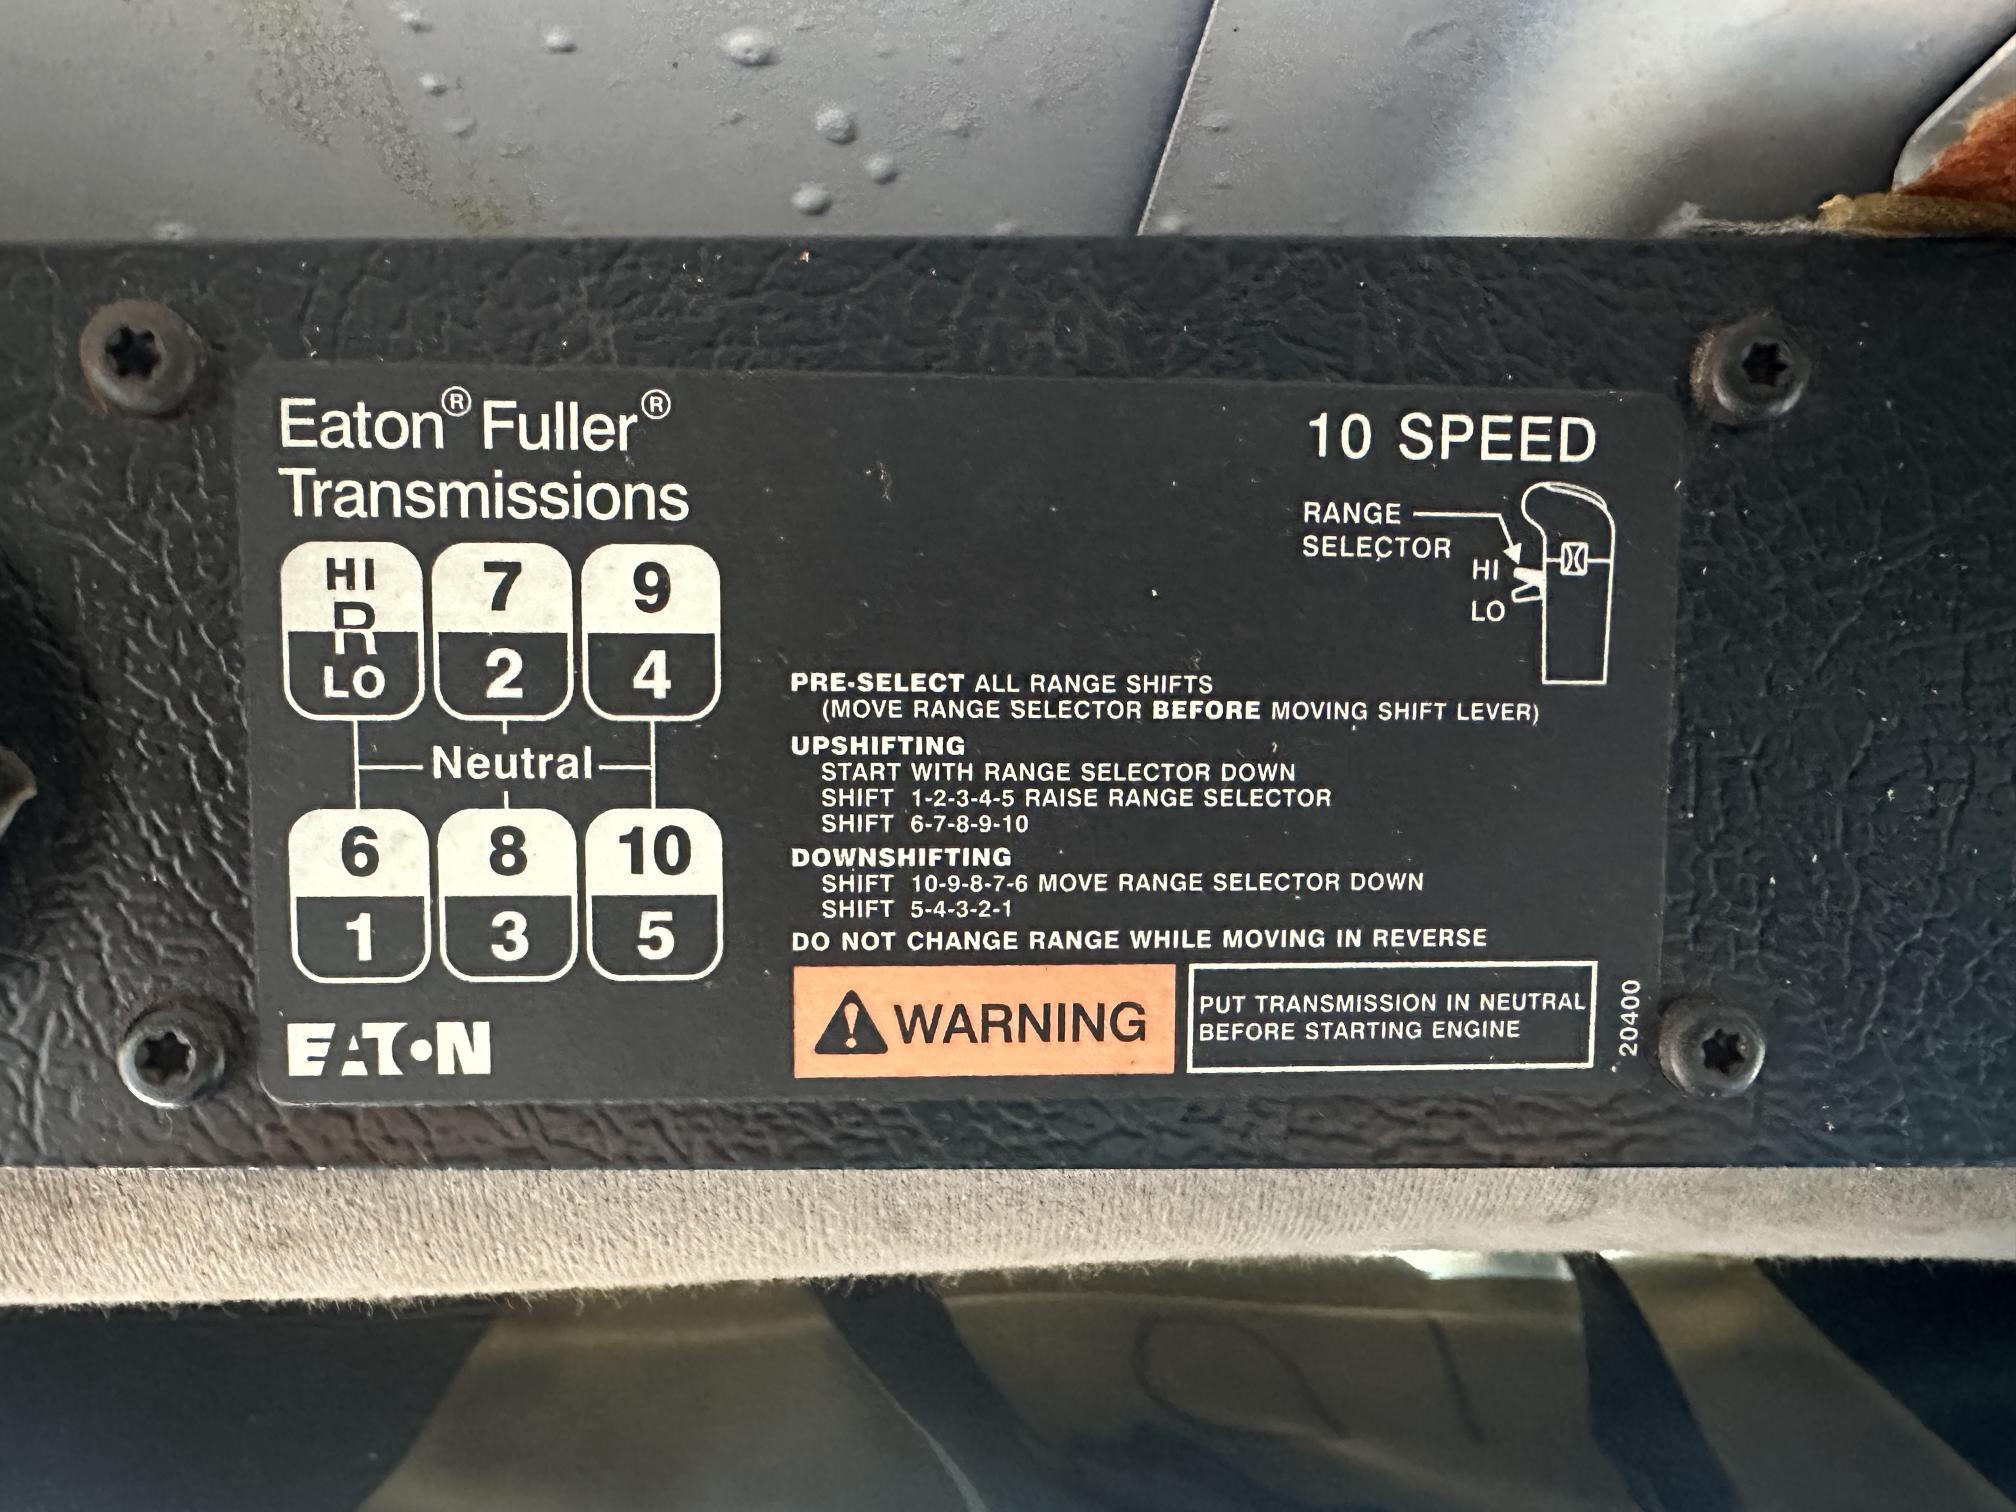 Eaton® Fuller®
Transmissions
HI
R
LO
7
2
9
4
Neutral
6
1
8
3
10
5
EATON
10 SPEED
RANGE
SELECTOR
HI
LO
PRE-SELECT ALL RANGE SHIFTS
(MOVE RANGE SELECTOR BEFORE MOVING SHIFT LEVER)
UPSHIFTING
START WITH RANGE SELECTOR DOWN
SHIFT 1-2-3-4-5 RAISE RANGE SELECTOR
SHIFT 6-7-8-9-10
DOWNSHIFTING
SHIFT 10-9-8-7-6 MOVE RANGE SELECTOR DOWN
SHIFT 5-4-3-2-1
DO NOT CHANGE RANGE WHILE MOVING IN REVERSE
WARNING
PUT TRANSMISSION IN NEUTRAL
BEFORE STARTING ENGINE
20400